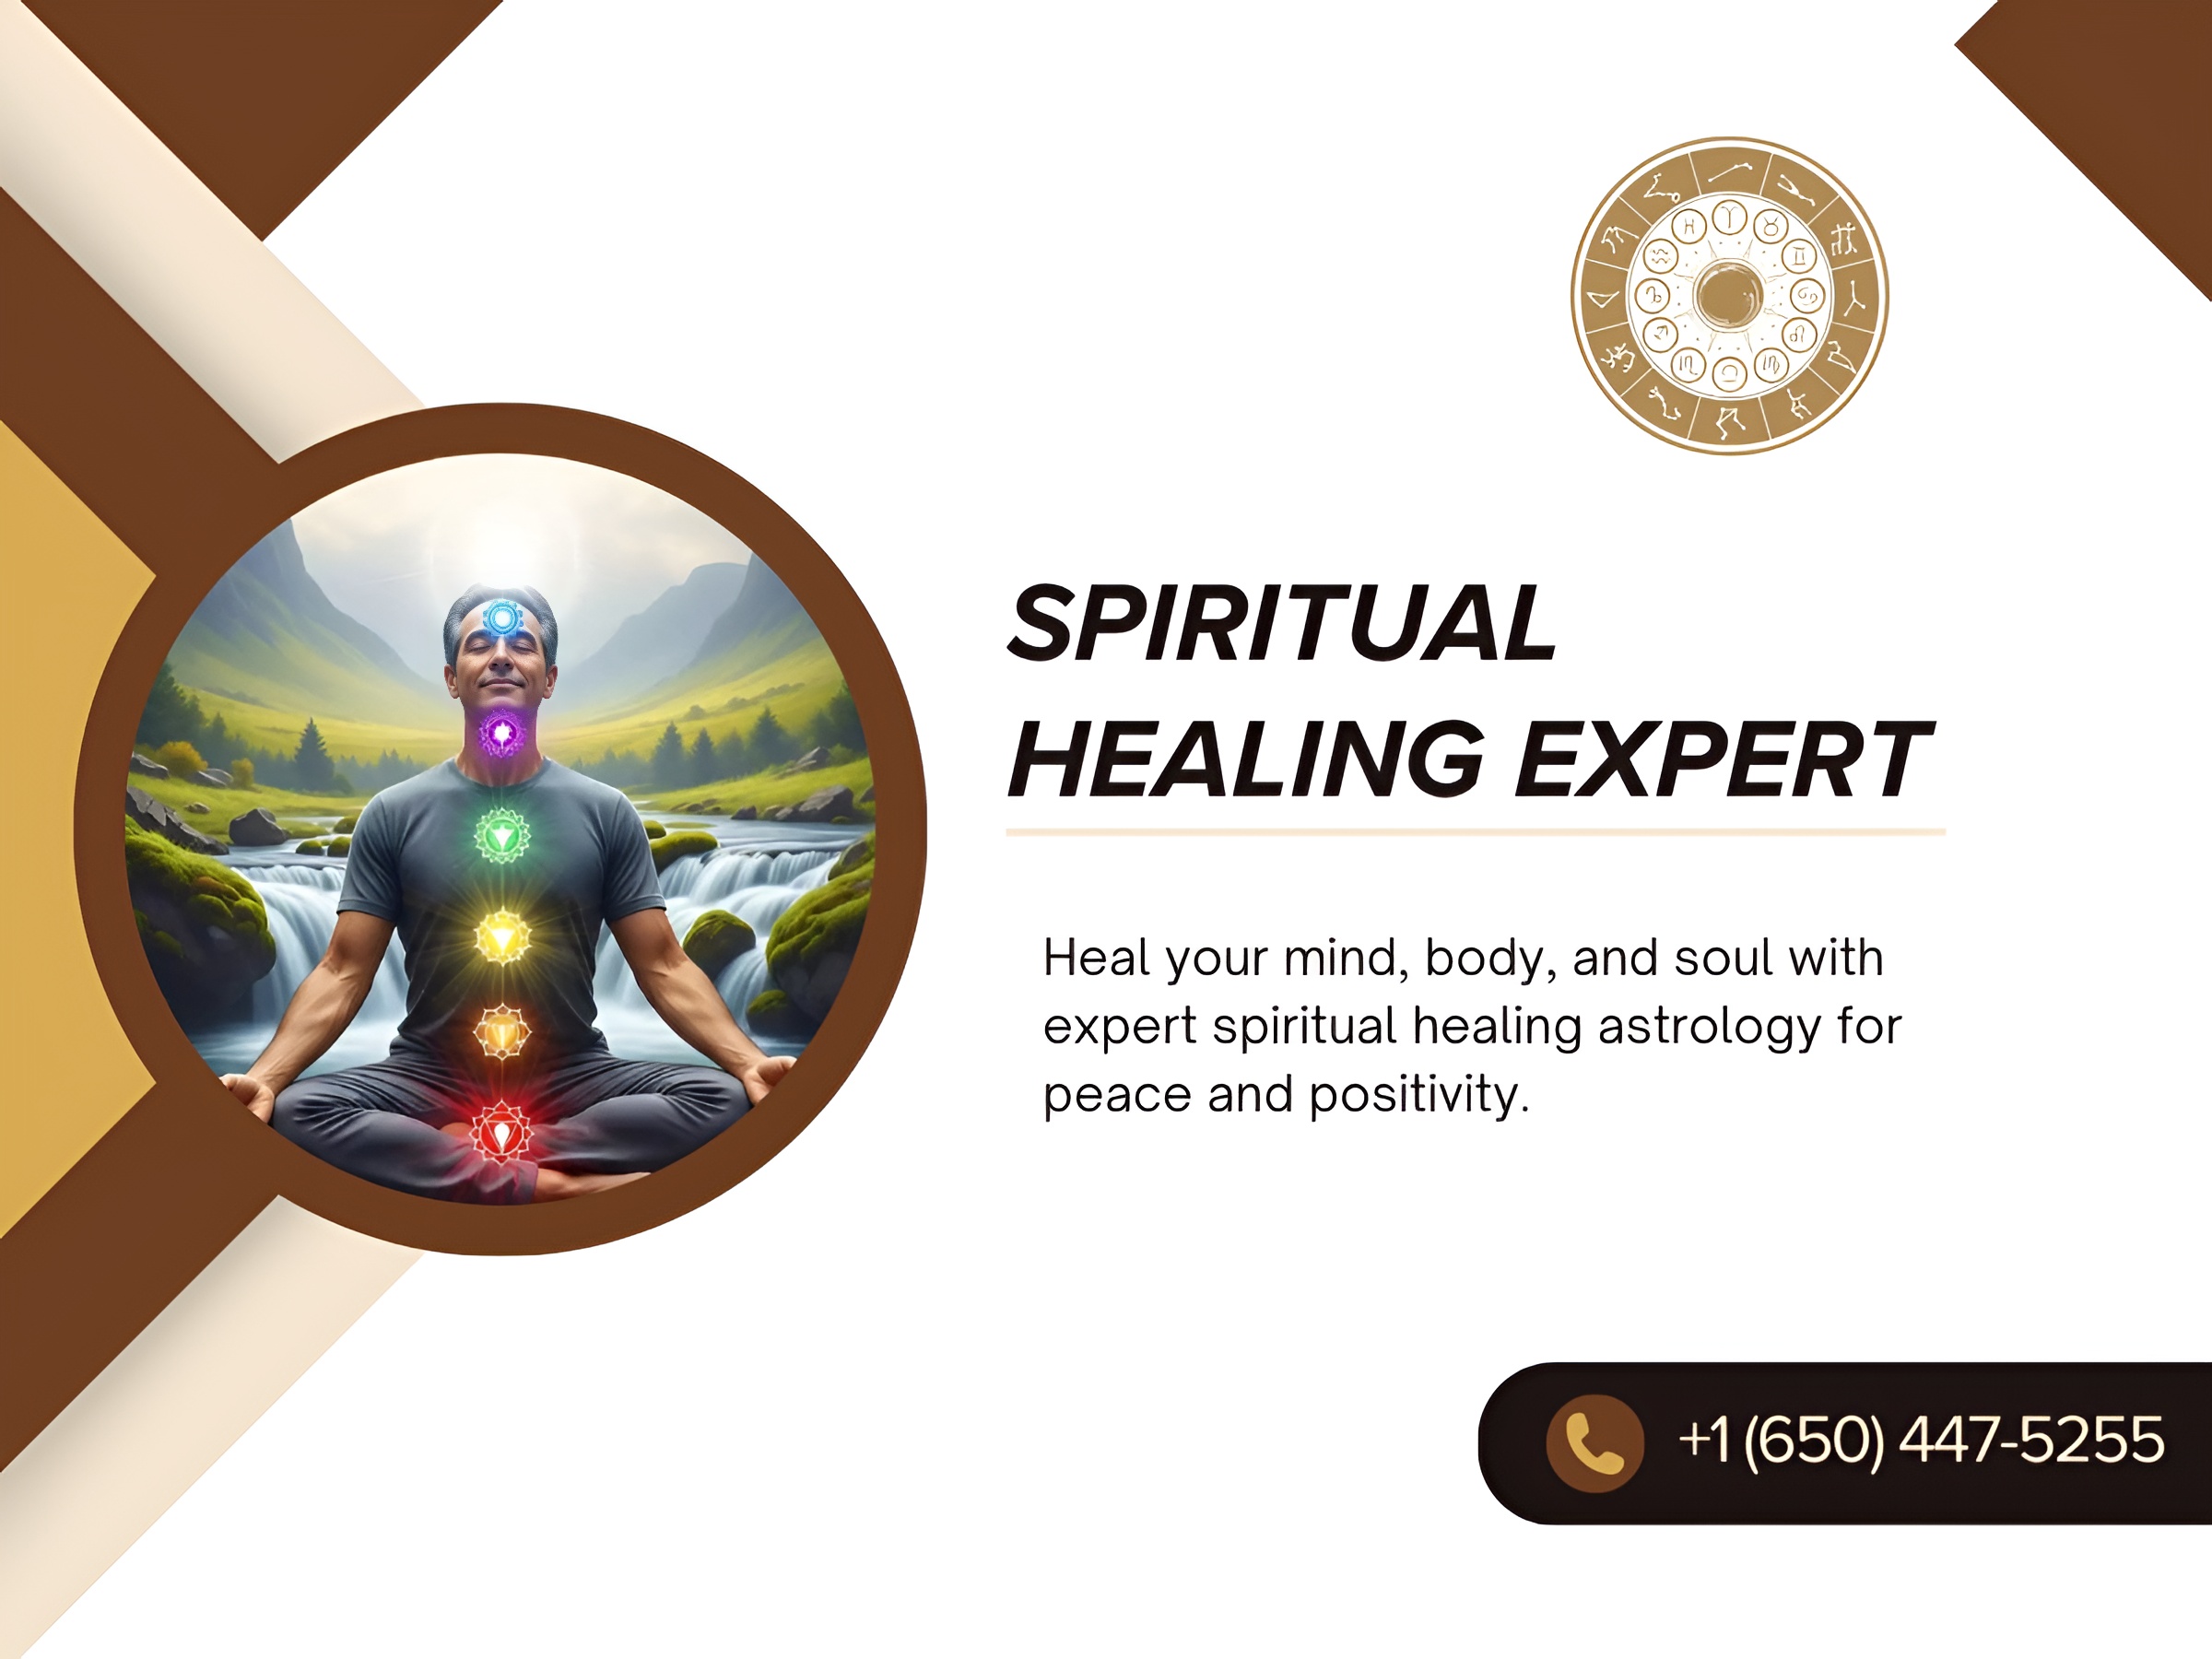 SPIRITUAL
HEALING EXPERT
Heal your mind, body, and soul with
expert spiritual healing astrology for
peace and positivity.
+1 (650) 447-5255